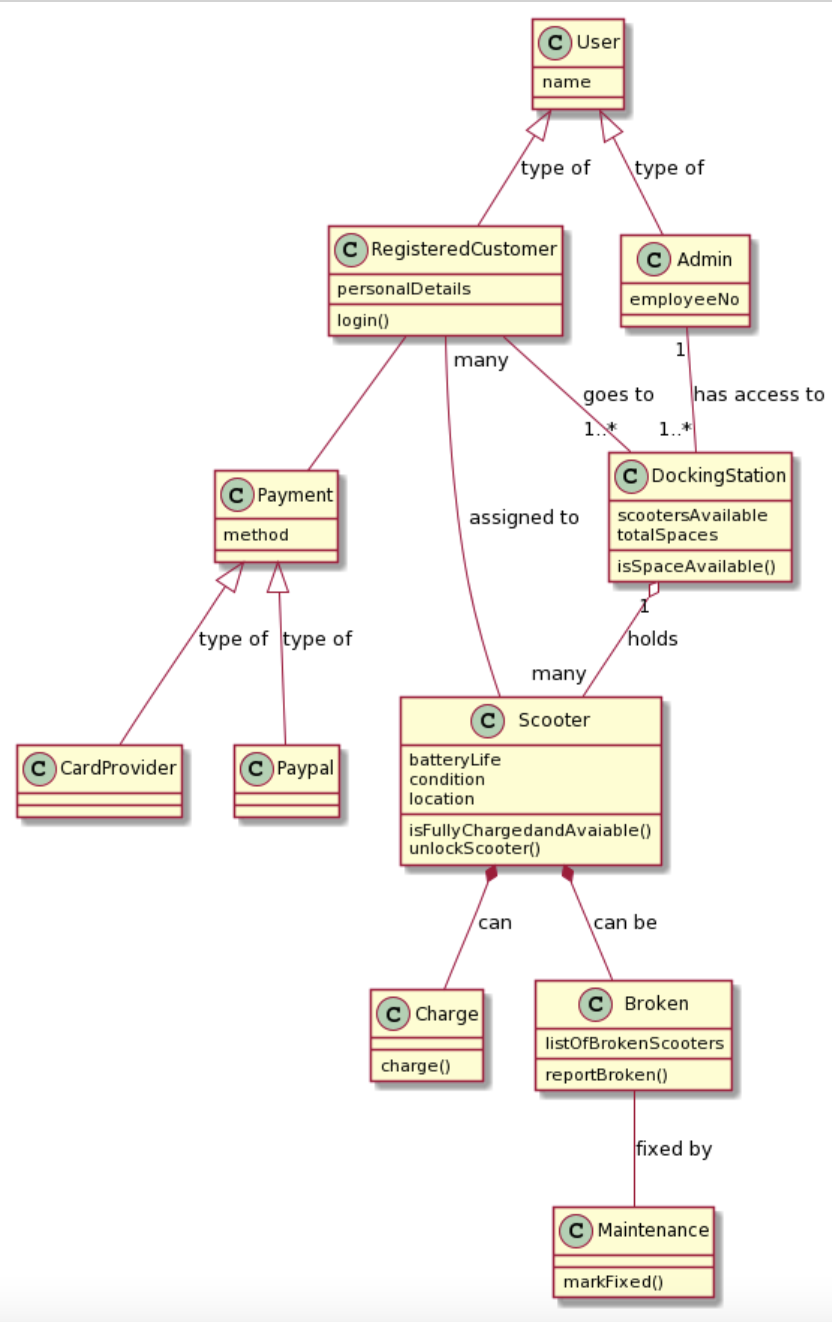 C User
name
type of
type of
C RegisteredCustomer
personalDetails
login()
C Admin
employeeNo
many
1
goes to
has access to
1..*
1..*
C Payment
method
C DockingStation
scootersAvailable
totalSpaces
isSpaceAvailable()
assigned to
1
type of
type of
holds
many
C CardProvider
C Paypal
C Scooter
batteryLife
condition
location
isFullyChargedandAvaiable()
unlockScooter()
can
can be
C Charge
charge()
C Broken
listOfBrokenScooters
reportBroken()
fixed by
C Maintenance
markFixed()